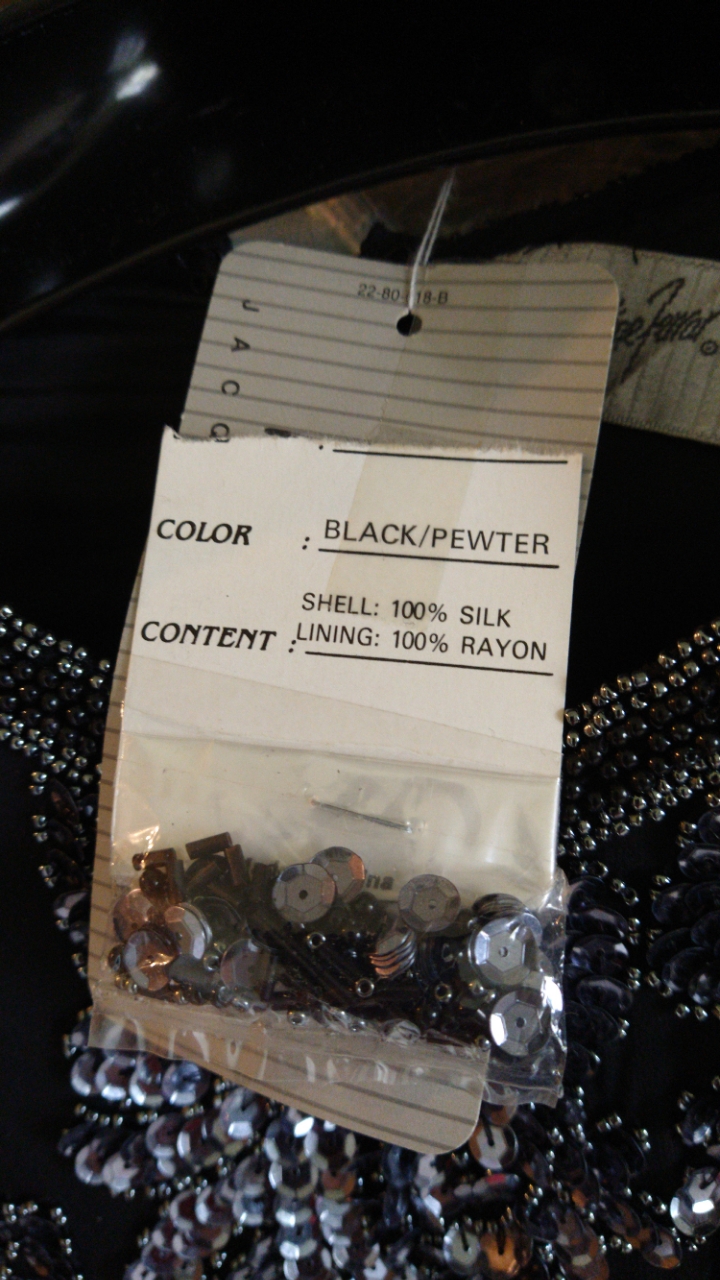 J A C Q
COLOR : BLACK/PEWTER
SHELL: 100% SILK
CONTENT : LINING: 100% RAYON